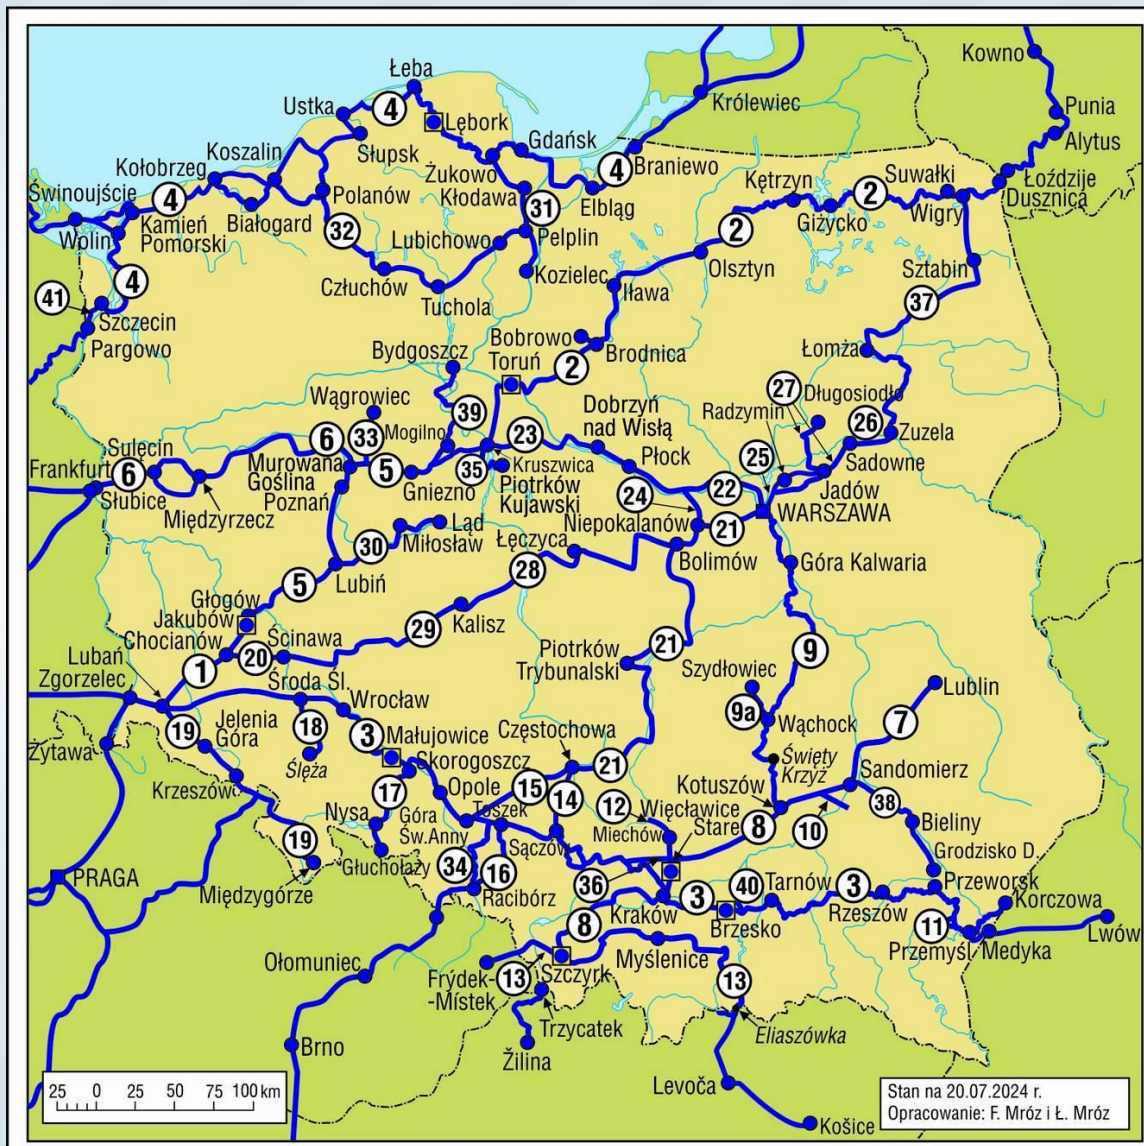 Kowno
Łeba
Ustka
4
Lębork
Królewiec
Punia
Alytus
Słupsk
Gdańsk
Koszalin
Kołobrzeg
4
Braniewo
Żukowo
Kłodawa
Kętrzyn
2
Suwałki
Łoździje
Dusznica
Świnoujście
4
Polanów
31
Elbląg
Giżycko
Wigry
Wolin
Kamień
Pomorski
Białogard
32
Lubichowo
Pelplin
2
Olsztyn
Sztabin
4
Człuchów
Kozielec
Iława
37
41
Tuchola
Szczecin
Pargowo
Bobrowo
Brodnica
Łomża
Bydgoszcz
Toruń
2
27
Długosiodło
Wągrowiec
Radzymin
26
39
Dobrzyń
nad Wisłą
Zuzela
6
33
Mogilno
23
Sulęcin
25
Sadowne
Frankfurt
6
Murowana
Goślina
5
35
Kruszwica
Płock
Słubice
Gniezno
Piotrków
Kujawski
22
Jadów
Poznań
24
WARSZAWA
Międzyrzecz
Niepokalanów
21
30
Ląd
Miłosław
Łęczyca
Bolimów
Góra Kalwaria
5
Lubiń
28
Głogów
Jakubów
Kalisz
Chocianów
Ścinawa
29
21
9
20
Piotrków
Trybunalski
Szydłowiec
Lubań
1
Zgorzelec
Środa Śl.
Lublin
Wrocław
9a
7
19
Jelenia
Góra
18
3
Małujowice
Częstochowa
Wąchock
Żytawa
Ślęża
Skorogoszcz
21
Święty
Krzyż
Krzeszów
17
Opole
15
14
12
Więcławice
Stare
Kotuszów
Sandomierz
Nysa
Góra
Św.Anny
Toszek
Miechów
8
10
38
19
Sączów
Bieliny
Głuchołazy
34
16
Grodzisko D.
Międzygórze
36
40
Tarnów
3
Przeworsk
PRAGA
Racibórz
Kraków
3
Korczowa
8
Brzesko
Rzeszów
11
Lwów
Przemyśl
Medyka
Ołomuniec
Frýdek-
-Místek
13
Szczyrk
Myślenice
13
Trzycatek
Eliaszówka
Brno
Žilina
Levoča
25 0 25 50 75 100 km
Stan na 20.07.2024 r.
Opracowanie: F. Mróz i Ł. Mróz
Košice